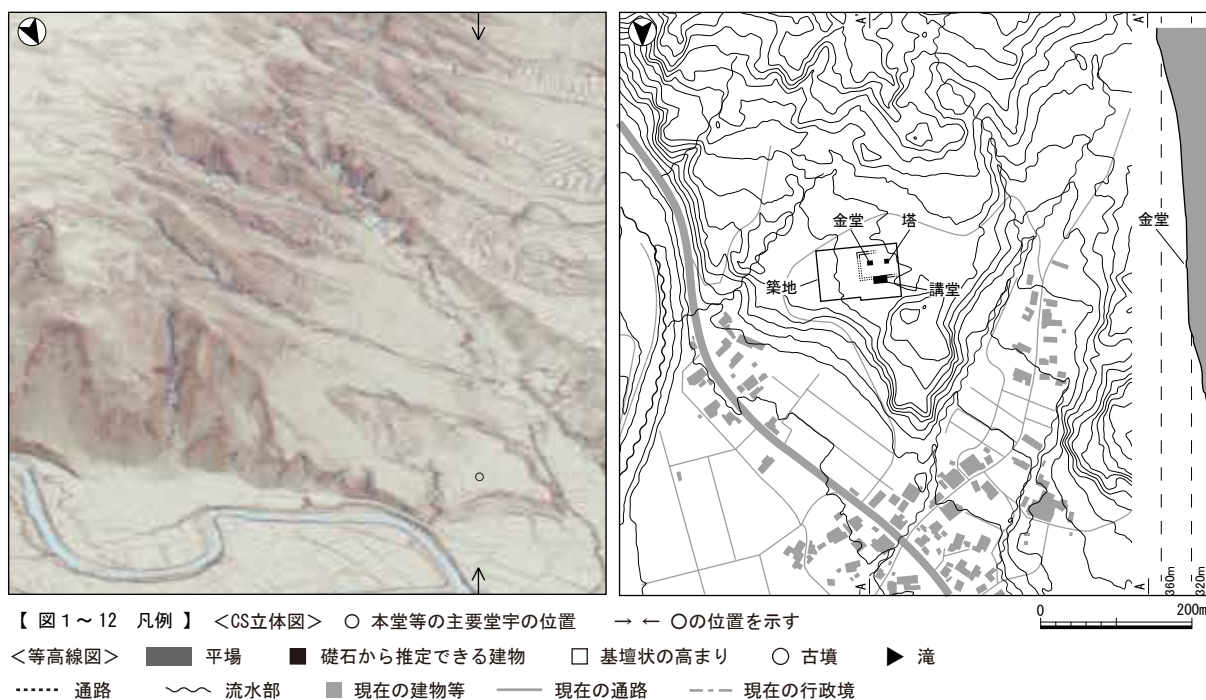 金堂
塔
築地
講堂
金堂
A'
A'
A
A
360m
320m
0 200m
【 図1～12 凡例 】 <CS立体図> ○ 本堂等の主要堂宇の位置 → ← ○の位置を示す
<等高線図> 平場 ■ 礎石から推定できる建物 □ 基壇状の高まり ○ 古墳 ▶ 滝
通路 流水部 現在の建物等 現在の通路 現在の行政境